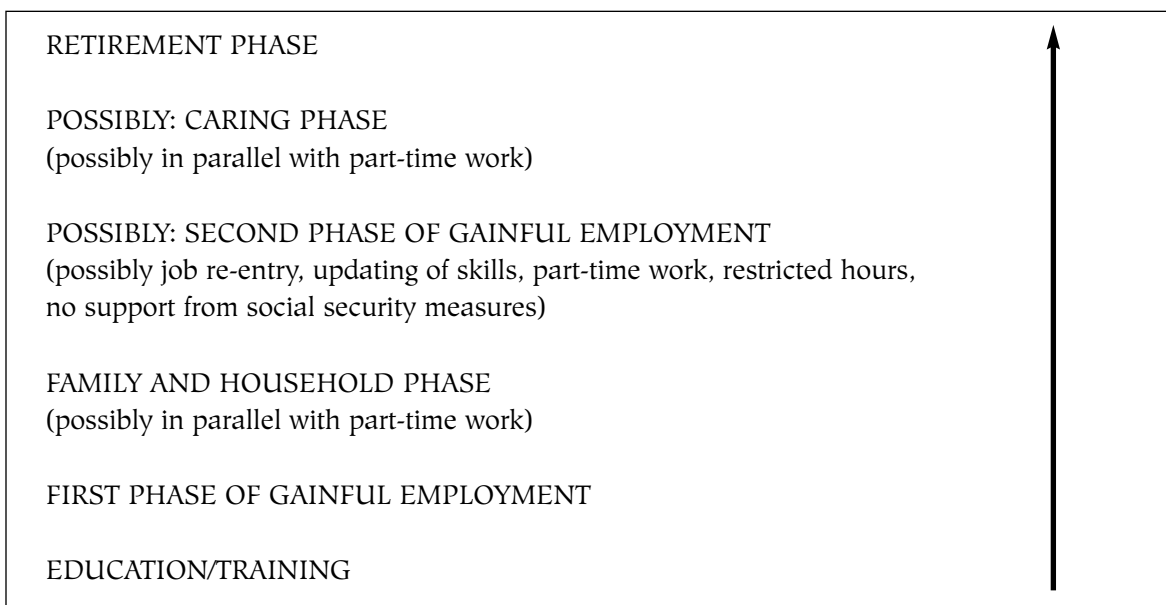 RETIREMENT PHASE
POSSIBLY: CARING PHASE
(possibly in parallel with part-time work)
POSSIBLY: SECOND PHASE OF GAINFUL EMPLOYMENT
(possibly job re-entry, updating of skills, part-time work, restricted hours,
no support from social security measures)
FAMILY AND HOUSEHOLD PHASE
(possibly in parallel with part-time work)
FIRST PHASE OF GAINFUL EMPLOYMENT
EDUCATION/TRAINING